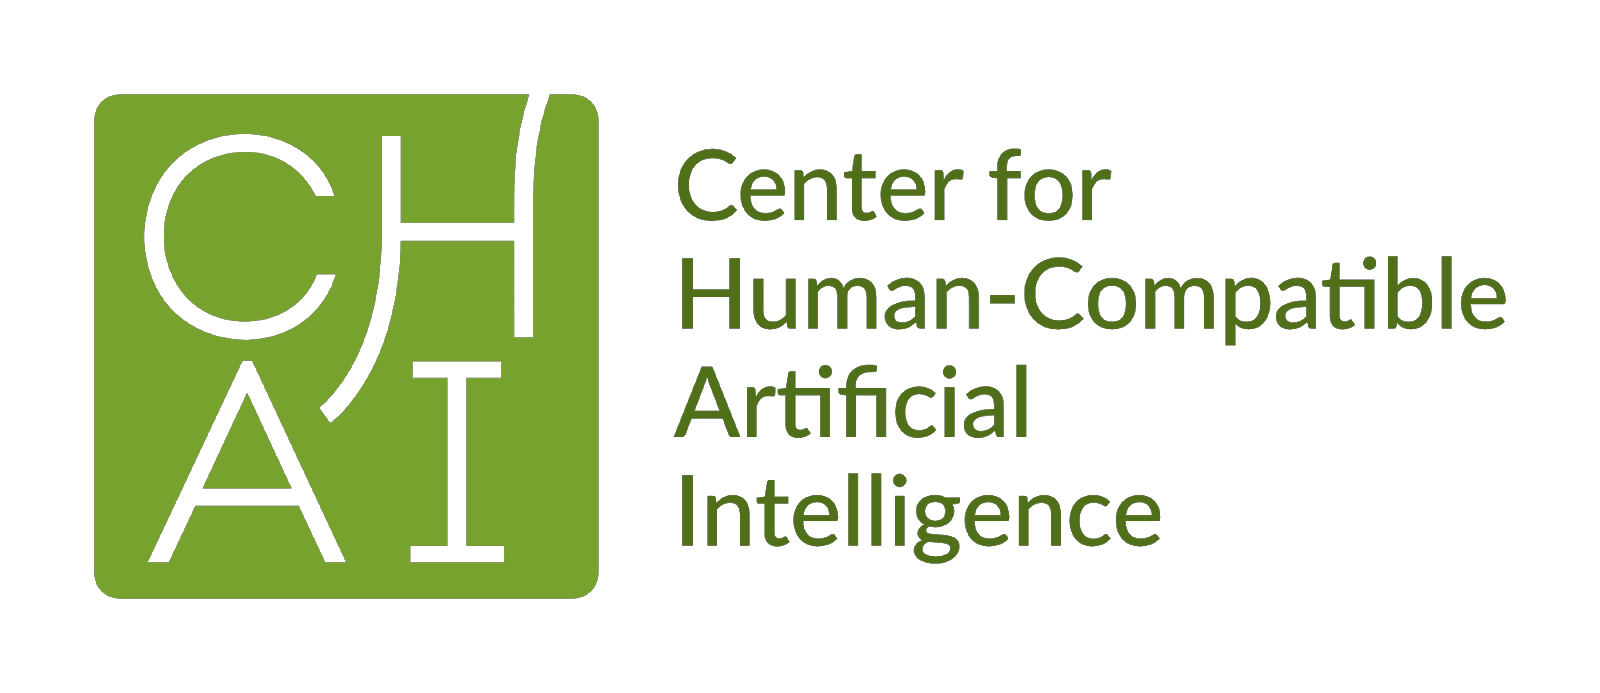 CH
AI
Center for
Human-Compatible
Artificial
Intelligence